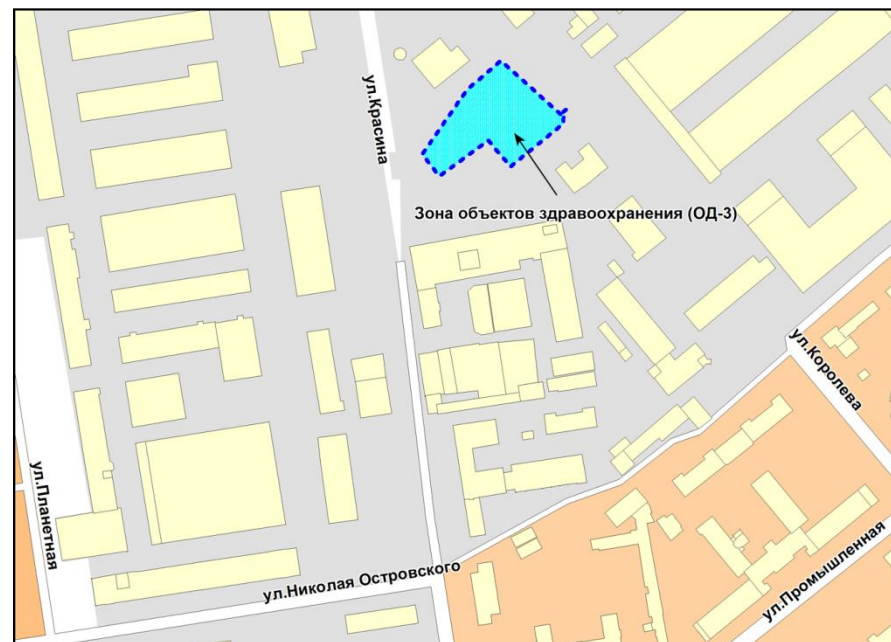 ул.Красина
Зона объектов здравоохранения (ОД-3)
ул.Королева
ул.Планетная
ул.Николая Островского
ул.Промышленная